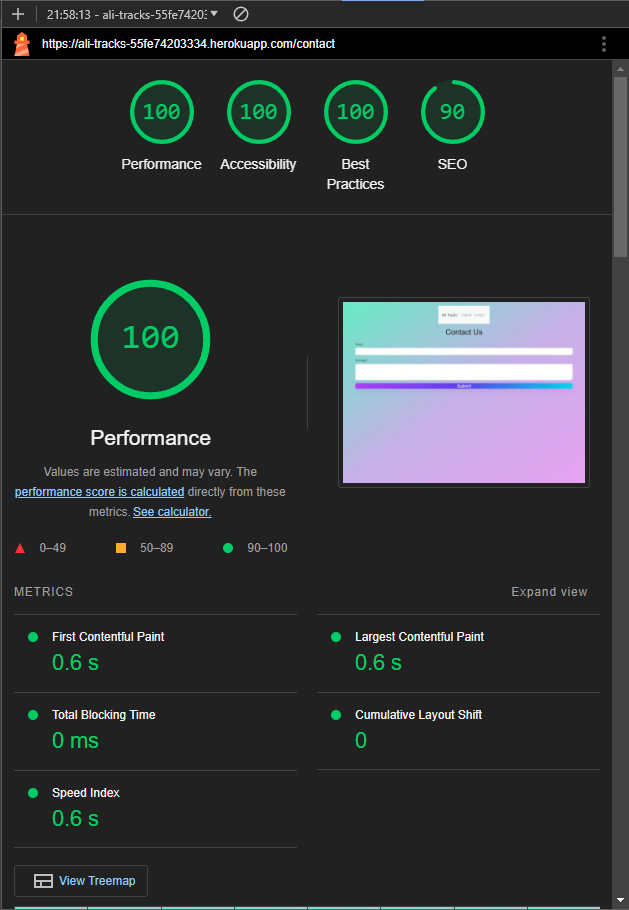 21:58:13 - ali-tracks-55fe7420
https://ali-tracks-55fe74203334.herokuapp.com/contact
100 100 100 90
Performance Accessibility Best Practices SEO
100
Performance
Values are estimated and may vary. The
performance score is calculated directly from these
metrics. See calculator.
0–49 50–89 90–100
Contact Us
Submit
METRICS Expand view
First Contentful Paint
0.6 s
Largest Contentful Paint
0.6 s
Total Blocking Time
0 ms
Cumulative Layout Shift
0
Speed Index
0.6 s
View Treemap